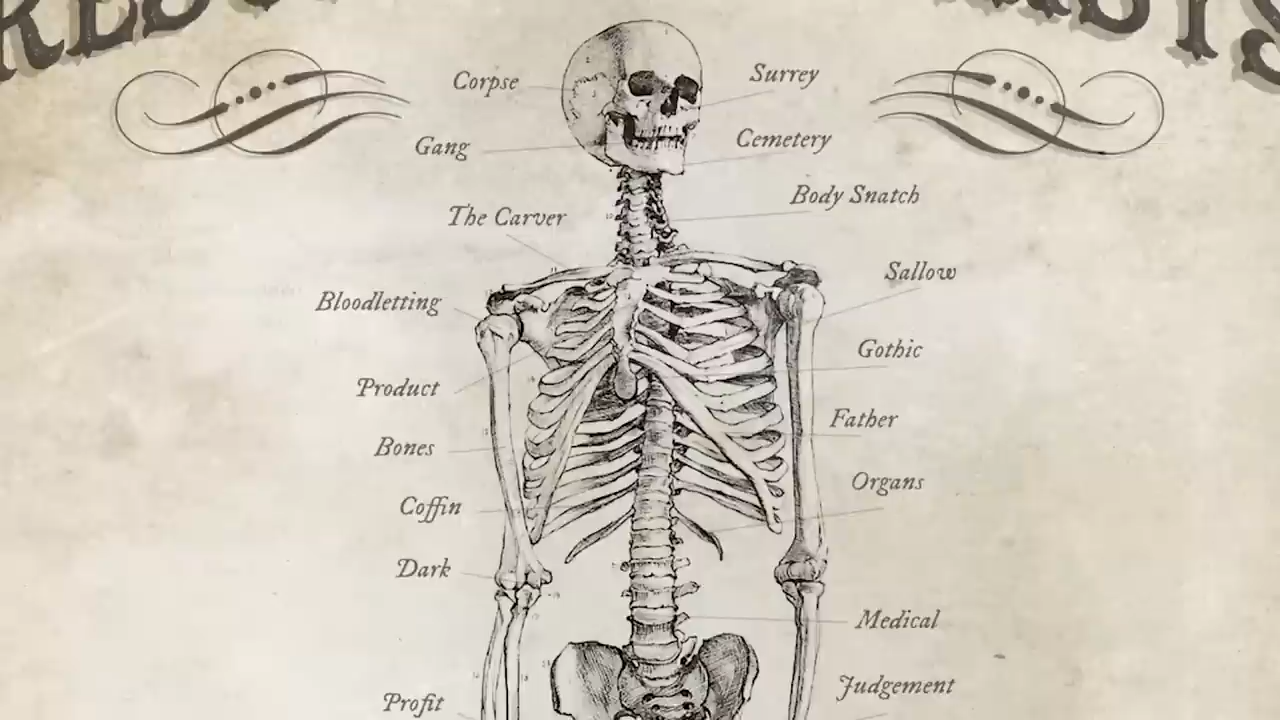 Corpse
Surrey
Gang
Cemetery
Body Snatch
The Carver
Sallow
Bloodletting
Gothic
Product
Father
Bones
Organs
Coffin
Dark
Medical
Judgement
Profit